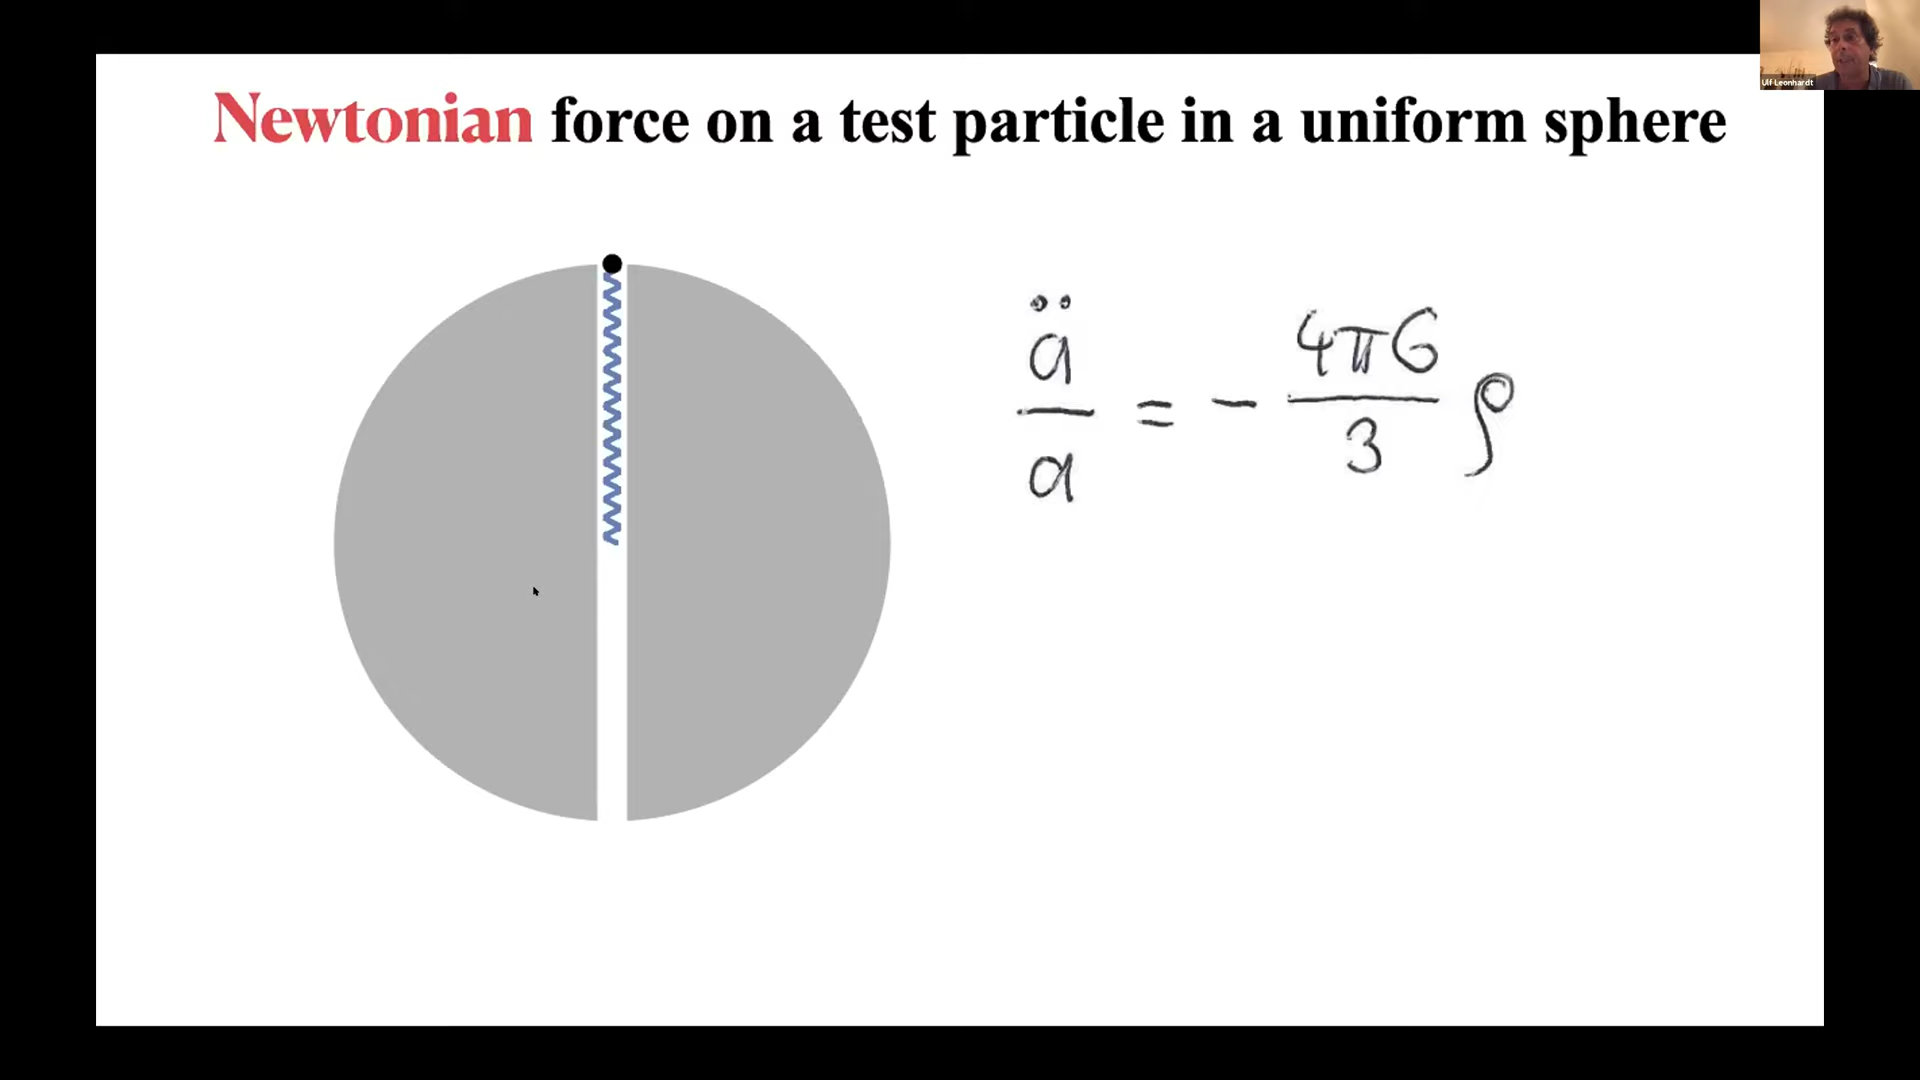 Ulf Leonhardt
Newtonian force on a test particle in a uniform sphere
ä/a = - 4πG/3 ρ